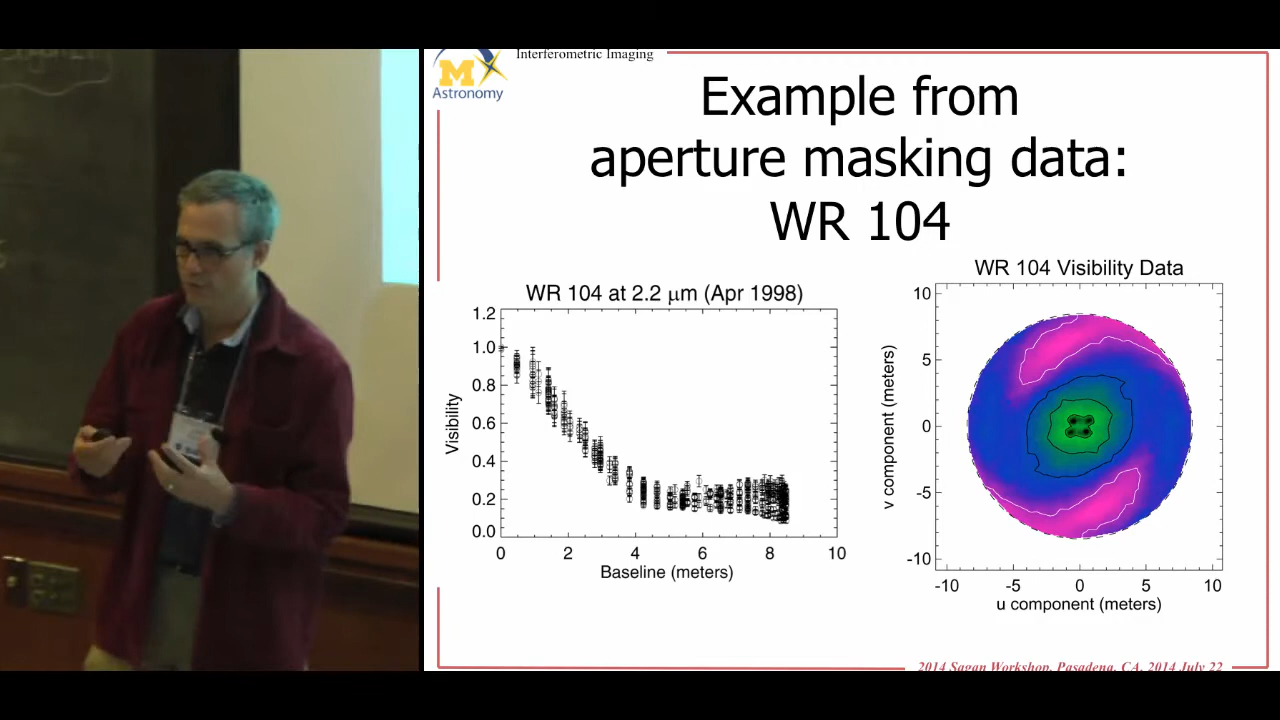 Interferometric Imaging
M
Astronomy
Example from
aperture masking data:
WR 104
WR 104 at 2.2 μm (Apr 1998)
1.2
1.0
0.8
0.6
0.4
0.2
0.0
Visibility
0 2 4 6 8 10
Baseline (meters)
WR 104 Visibility Data
10
5
0
-5
-10
v component (meters)
-10 -5 0 5 10
u component (meters)
2014 Sagan Workshop, Pasadena, CA, 2014 July 22